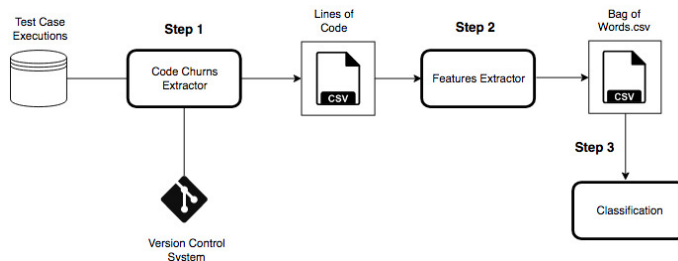 Test Case
Executions
Step 1
Code Churns
Extractor
Version Control
System
Lines of
Code
CSV
Step 2
Features Extractor
Bag of
Words.csv
CSV
Step 3
Classification